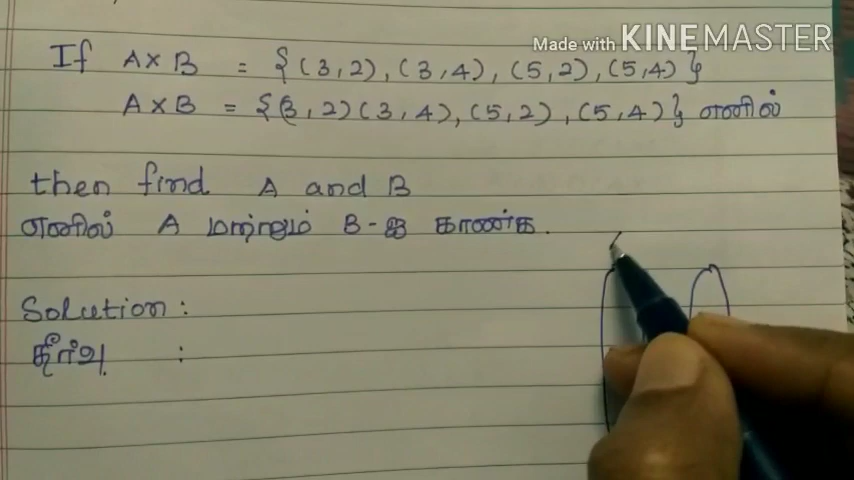 Made with KINEMASTER
If A × B = {(3,2), (3,4), (5,2), (5,4)}
A × B = {(3,2)(3,4), (5,2), (5,4)} எனில்
then find A and B
எனில் A மற்றும் B-ஐ காண்க.
Solution :
தீர்வு :